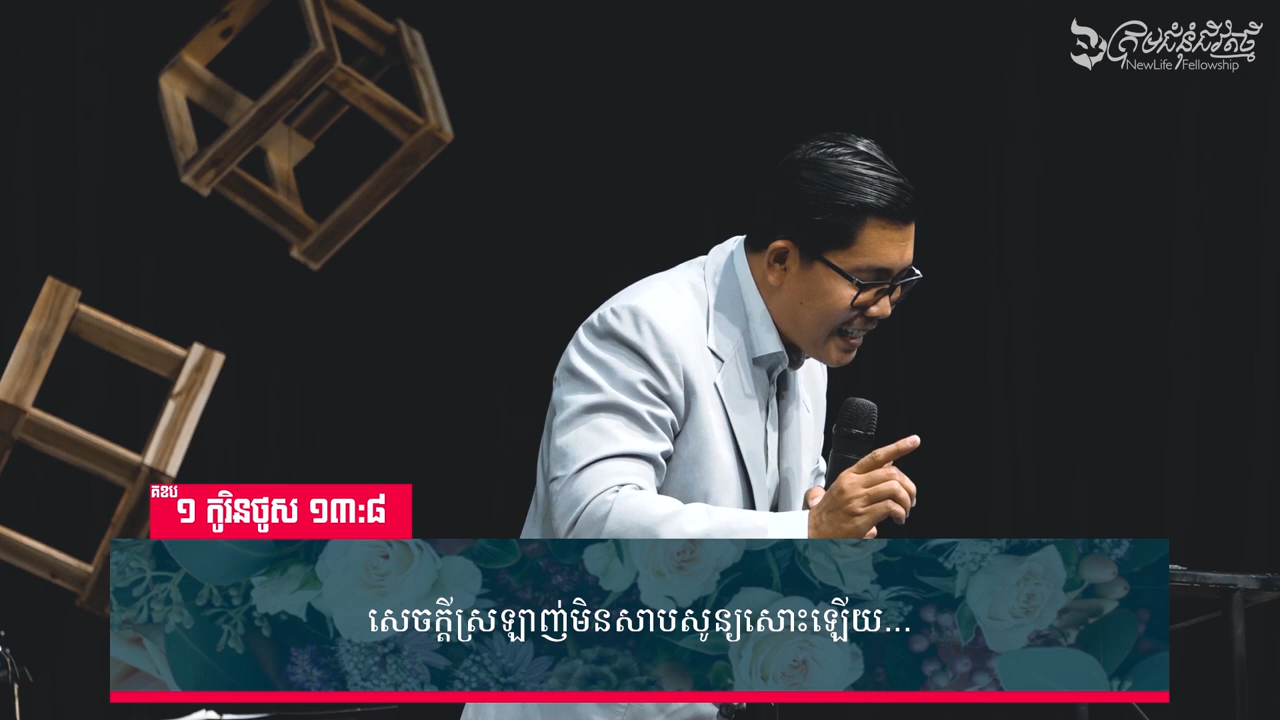 ក្រុមជំនុំជីវិតថ្មី
NewLife Fellowship
គខប
១ កូរិនថូស ១៣:៨
សេចក្ដីស្រឡាញ់មិនសាបសូន្យសោះឡើយ...